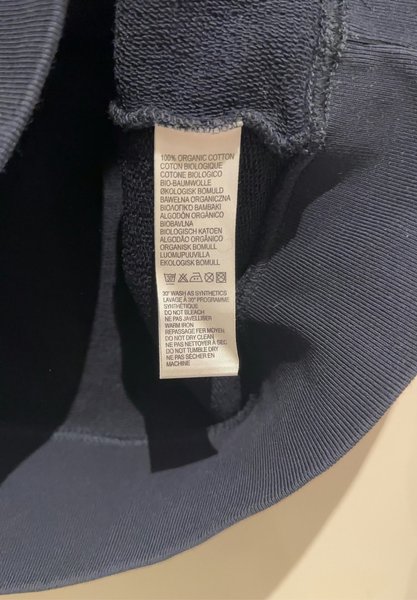 100% ORGANIC COTTON
COTON BIOLOGIQUE
COTONE BIOLOGICO
BIO-BAUMWOLLE
ØKOLOGISK BOMULD
BAWEŁNA ORGANICZNA
ΒΙΟΛΟΓΙΚΟ ΒΑΜΒΑΚΙ
ALGODÓN ORGÁNICO
BIOBAVLNA
BIOLOGISCH KATOEN
ALGODÃO ORGÂNICO
ORGANISK BOMULL
LUOMUPUUVILLA
EKOLOGISK BOMULL
30° WASH AS SYNTHETICS
LAVAGE À 30° PROGRAMME
SYNTHÉTIQUE
DO NOT BLEACH
NE PAS JAVELLISER
WARM IRON
REPASSAGE FER MOYEN
DO NOT DRY CLEAN
NE PAS NETTOYER À SEC
DO NOT TUMBLE DRY
NE PAS SÉCHER EN
MACHINE